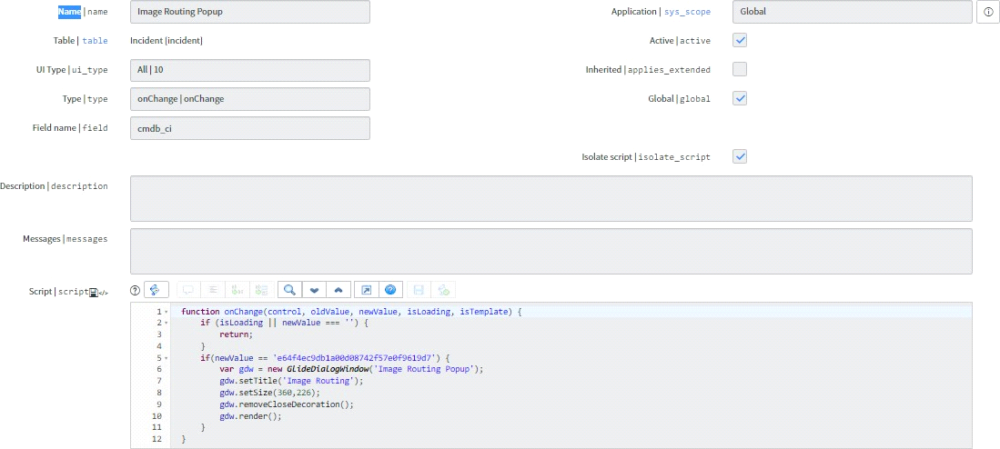 Name | name Image Routing Popup Application | sys_scope Global
Table | table Incident [incident] Active | active
UI Type | ui_type All | 10 Inherited | applies_extended
Type | type onChange | onChange Global | global
Field name | field cmdb_ci
Isolate script | isolate_script
Description | description
Messages | messages
Script | script
1 function onChange(control, oldValue, newValue, isLoading, isTemplate) {
2 if (isLoading || newValue === '') {
3 return;
4 }
5 if(newValue == 'e64f4ec9db1a00d08742f57e0f9619d7') {
6 var gdw = new GlideDialogWindow('Image Routing Popup');
7 gdw.setTitle('Image Routing');
8 gdw.setSize(360,226);
9 gdw.removeCloseDecoration();
10 gdw.render();
11 }
12 }